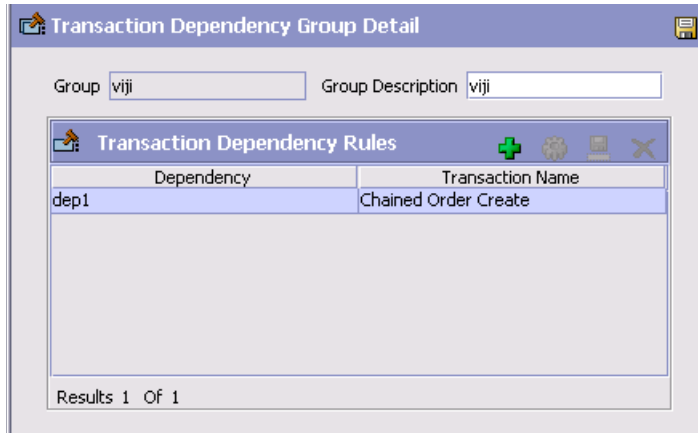 Transaction Dependency Group Detail
Group viji Group Description viji
Transaction Dependency Rules
Dependency Transaction Name
dep1 Chained Order Create
Results 1 Of 1